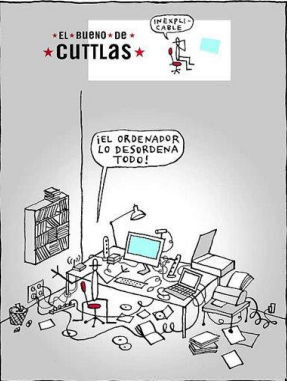 ★EL★BUENO★DE★
★CUTTLAS★
INEXPLI-
CABLE
¡EL ORDENADOR
LO DESORDENA
TODO!